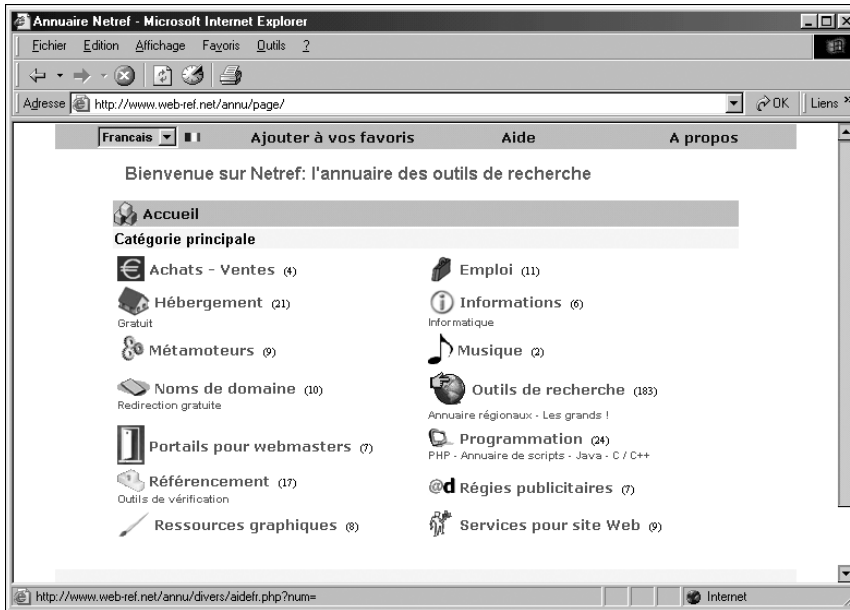 Annuaire Netref - Microsoft Internet Explorer
Fichier Edition Affichage Favoris Outils ?
Adresse http://www.web-ref.net/annu/page/ OK Liens »
Francais Ajouter à vos favoris Aide A propos
Bienvenue sur Netref: l'annuaire des outils de recherche
Accueil
Catégorie principale
Achats - Ventes (4) Emploi (11)
Hébergement (21) Informations (6)
Gratuit Informatique
Métamoteurs (9) Musique (2)
Noms de domaine (10) Outils de recherche (183)
Redirection gratuite Annuaire régionaux - Les grands !
Portails pour webmasters (7) Programmation (24)
PHP - Annuaire de scripts - Java - C / C++
Référencement (17) @d Régies publicitaires (7)
Outils de vérification
Ressources graphiques (8) Services pour site Web (9)
http://www.web-ref.net/annu/divers/aidefr.php?num= Internet